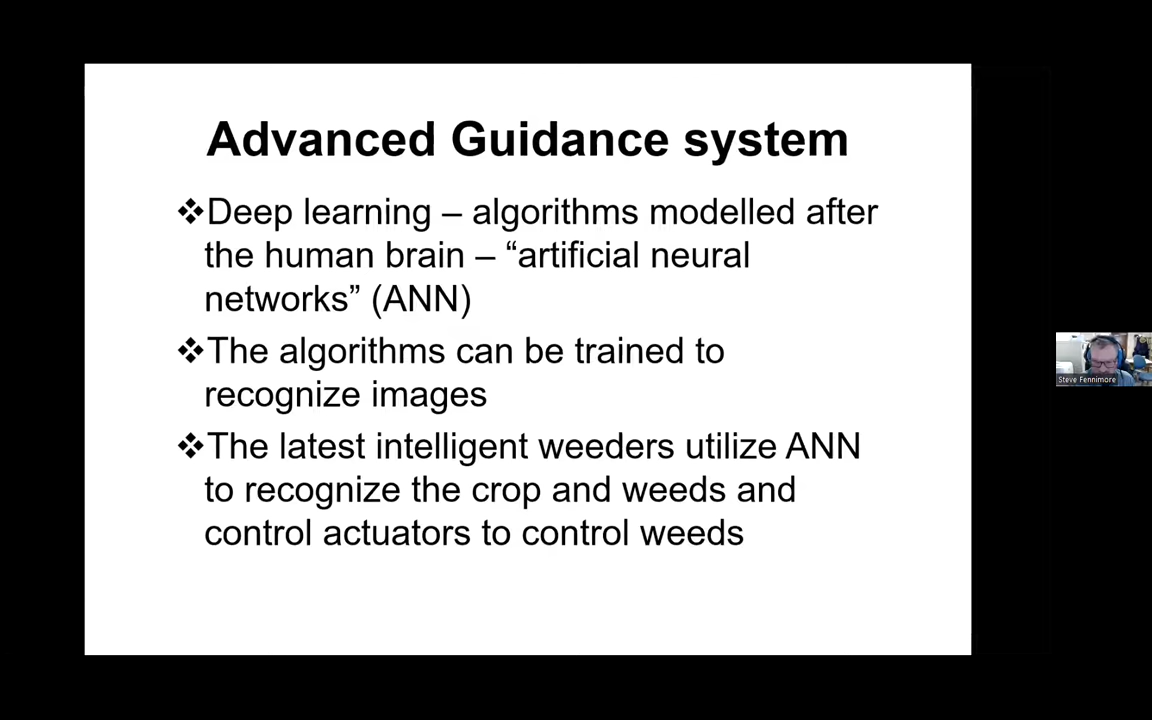 Advanced Guidance system
❖Deep learning – algorithms modelled after
the human brain – “artificial neural
networks” (ANN)
❖The algorithms can be trained to
recognize images
❖The latest intelligent weeders utilize ANN
to recognize the crop and weeds and
control actuators to control weeds
Steve Fennimore